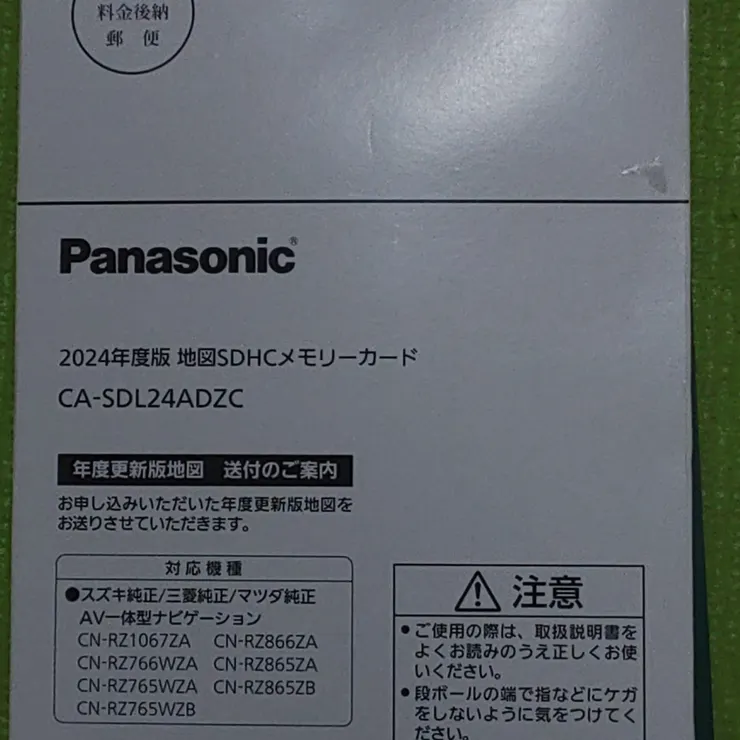 料金後納
郵 便
Panasonic®
2024年度版 地図SDHCメモリーカード
CA-SDL24ADZC
年度更新版地図 送付のご案内
お申し込みいただいた年度更新版地図を
お送りさせていただきます。
対応機種
●スズキ純正/三菱純正/マツダ純正
AV一体型ナビゲーション
CN-RZ1067ZA CN-RZ866ZA
CN-RZ766WZA CN-RZ865ZA
CN-RZ765WZA CN-RZ865ZB
CN-RZ765WZB
注意
●ご使用の際は、取扱説明書を
よくお読みのうえ正しくお使
いください。
●段ボールの端で指などにケガ
をしないように気をつけてく
ださい。